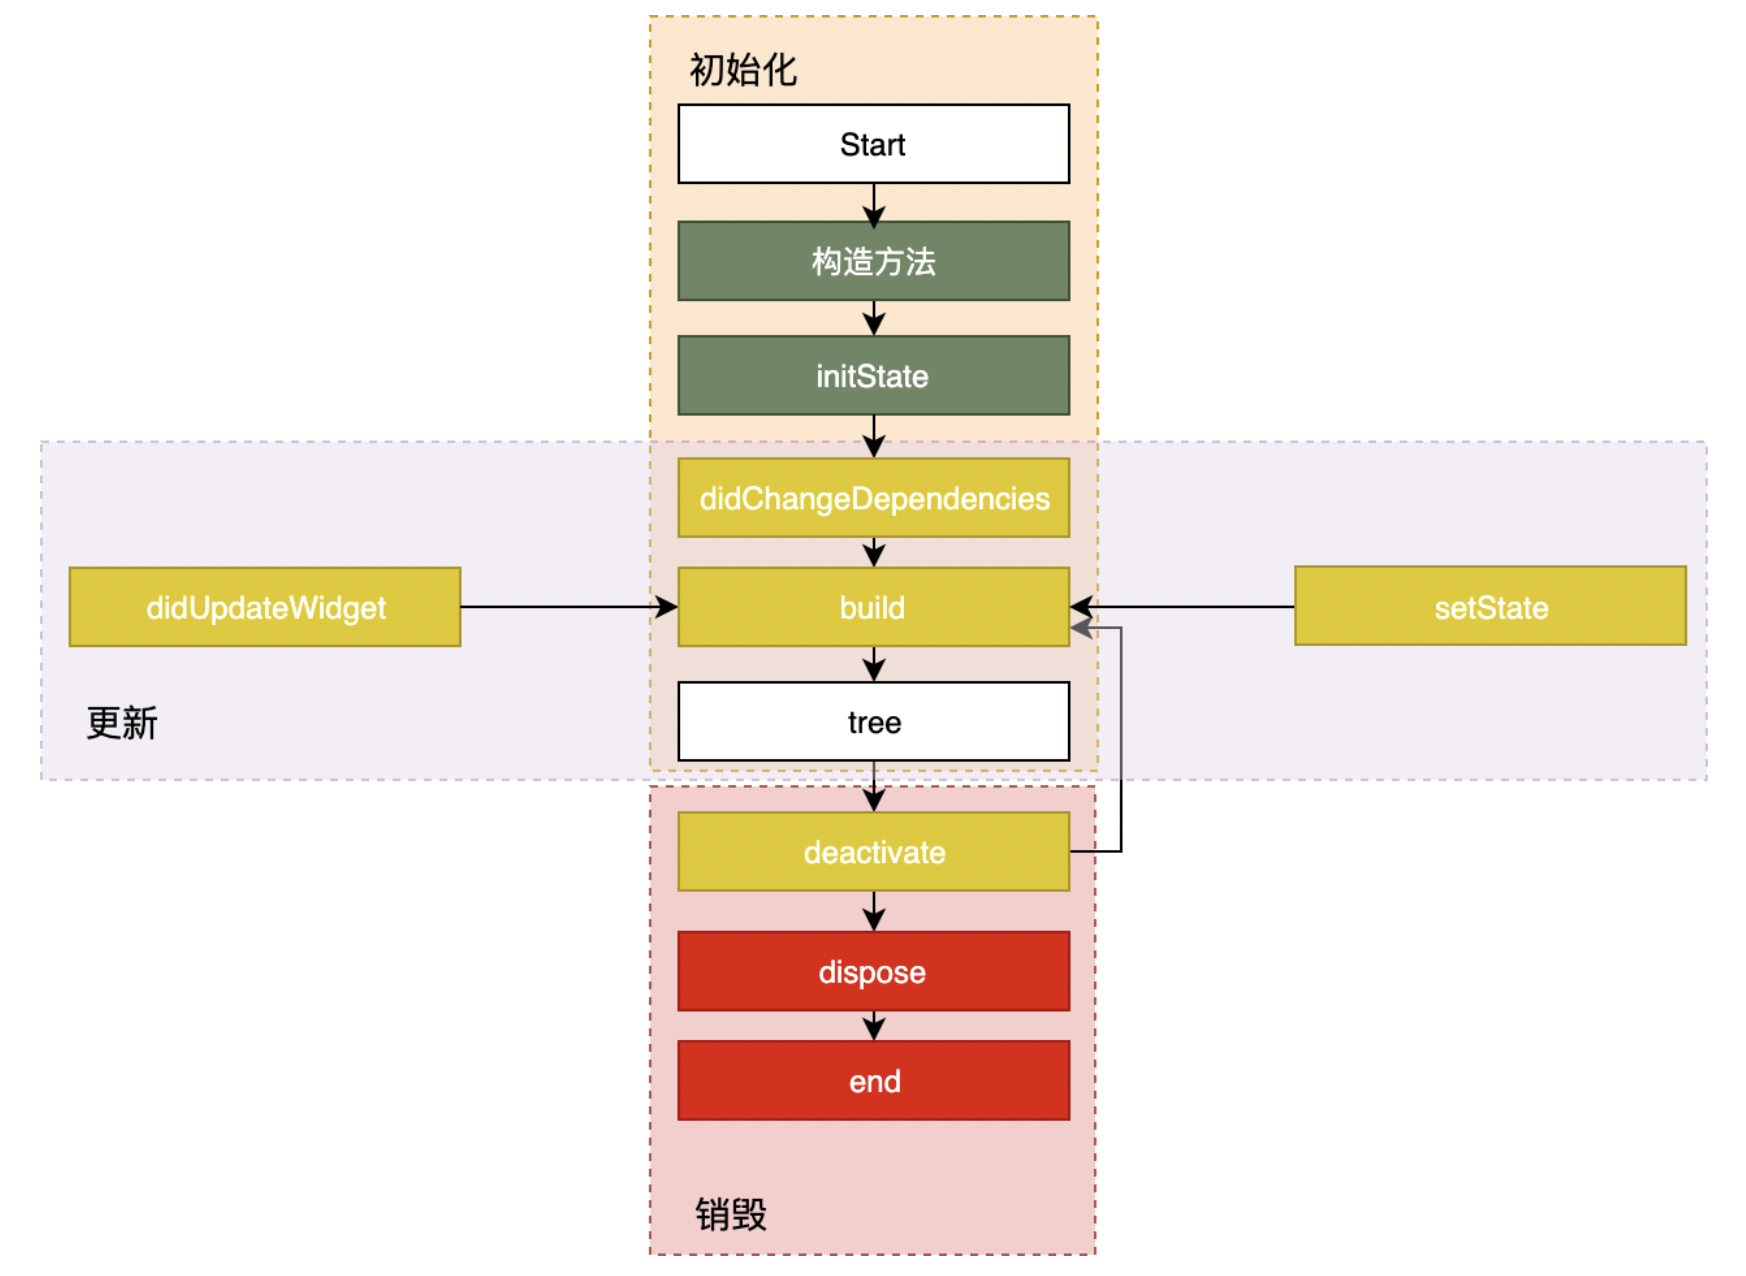 初始化
Start
构造方法
initState
didChangeDependencies
didUpdateWidget
build
setState
更新
tree
deactivate
dispose
end
销毁